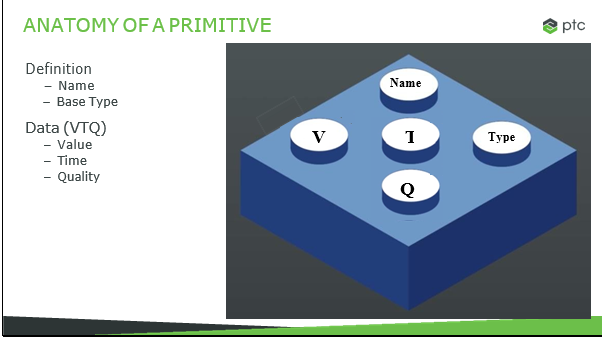 ANATOMY OF A PRIMITIVE
ptc
Definition
– Name
– Base Type
Data (VTQ)
– Value
– Time
– Quality
Name
V
T
Type
Q